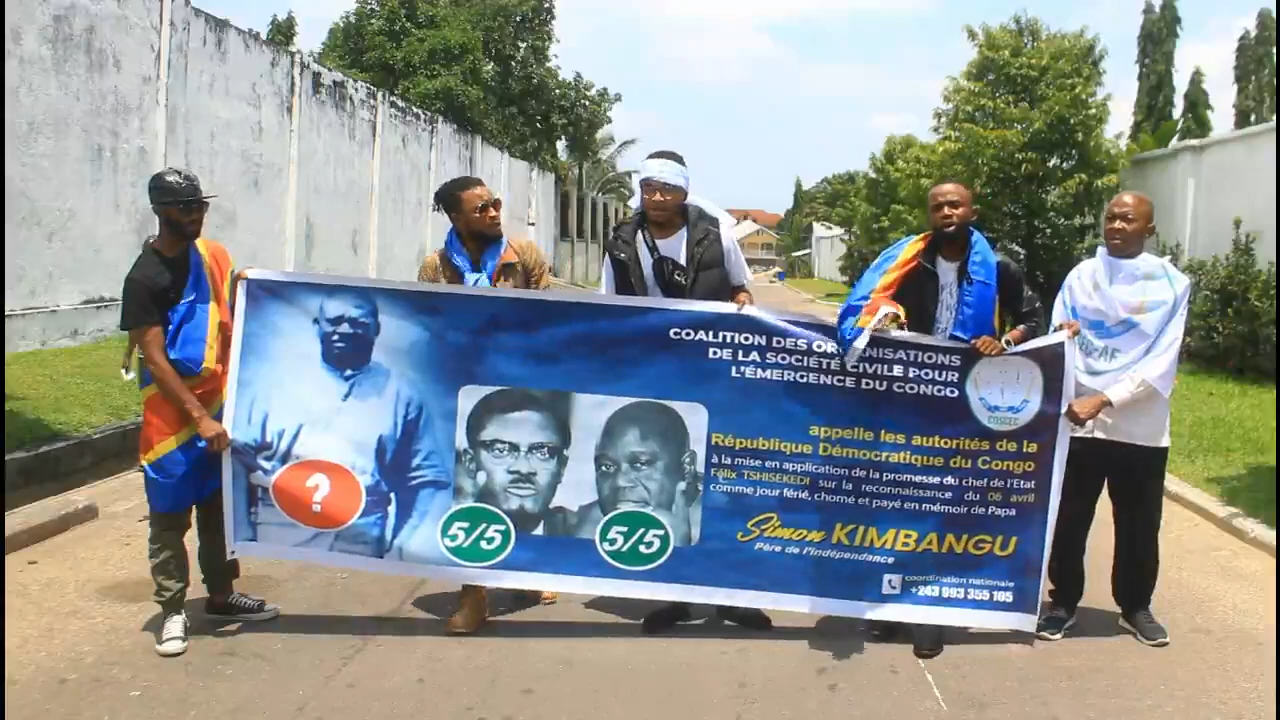 COALITION DES ORGANISATIONS
DE LA SOCIÉTÉ CIVILE POUR
L'ÉMERGENCE DU CONGO
COSCEC
appelle les autorités de la
République Démocratique du Congo
à la mise en application de la promesse du chef de l'Etat
Félix TSHISEKEDI sur la reconnaissance du 06 avril
comme jour férié, chomé et payé en mémoir de Papa
Simon KIMBANGU
Père de l'Indépendance
coordination nationale
+243 993 355 105
?
5/5
5/5